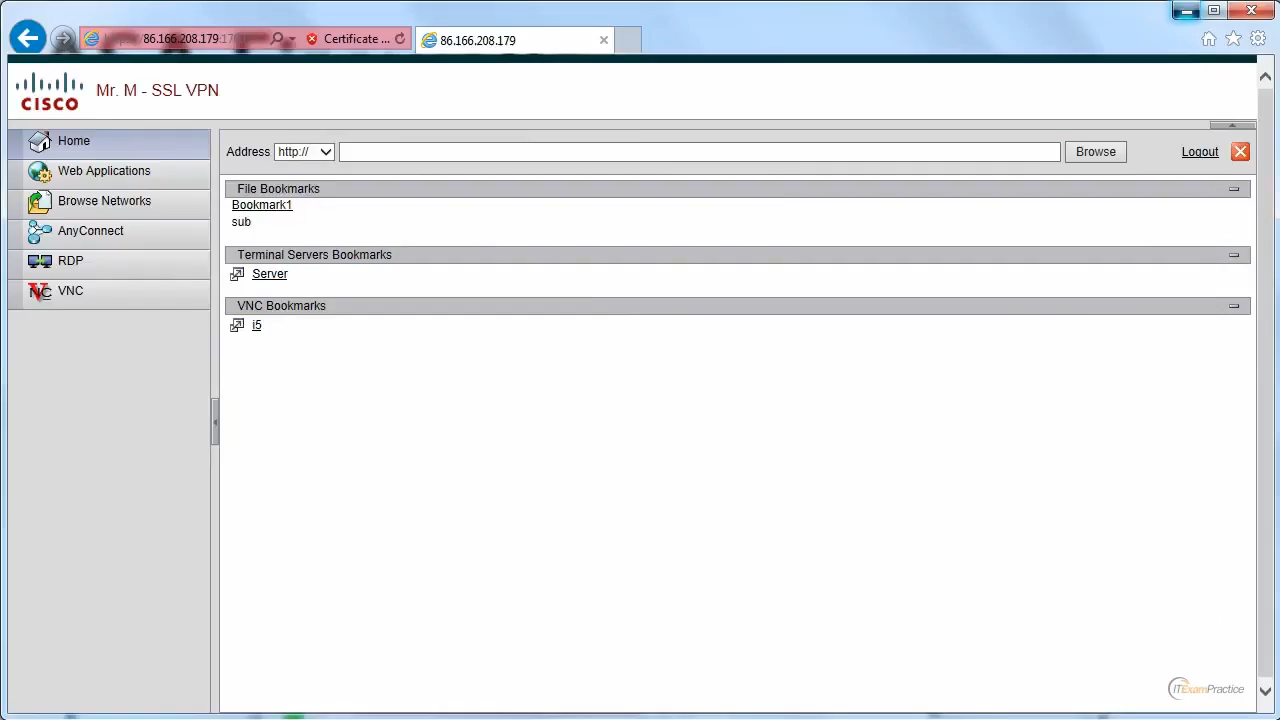 86.166.208.179
Certificate ...
86.166.208.179
CISCO
Mr. M - SSL VPN
Home
Web Applications
Browse Networks
AnyConnect
RDP
VNC
Address http:// Browse Logout
File Bookmarks
Bookmark1
sub
Terminal Servers Bookmarks
Server
VNC Bookmarks
i5
ITExamPractice